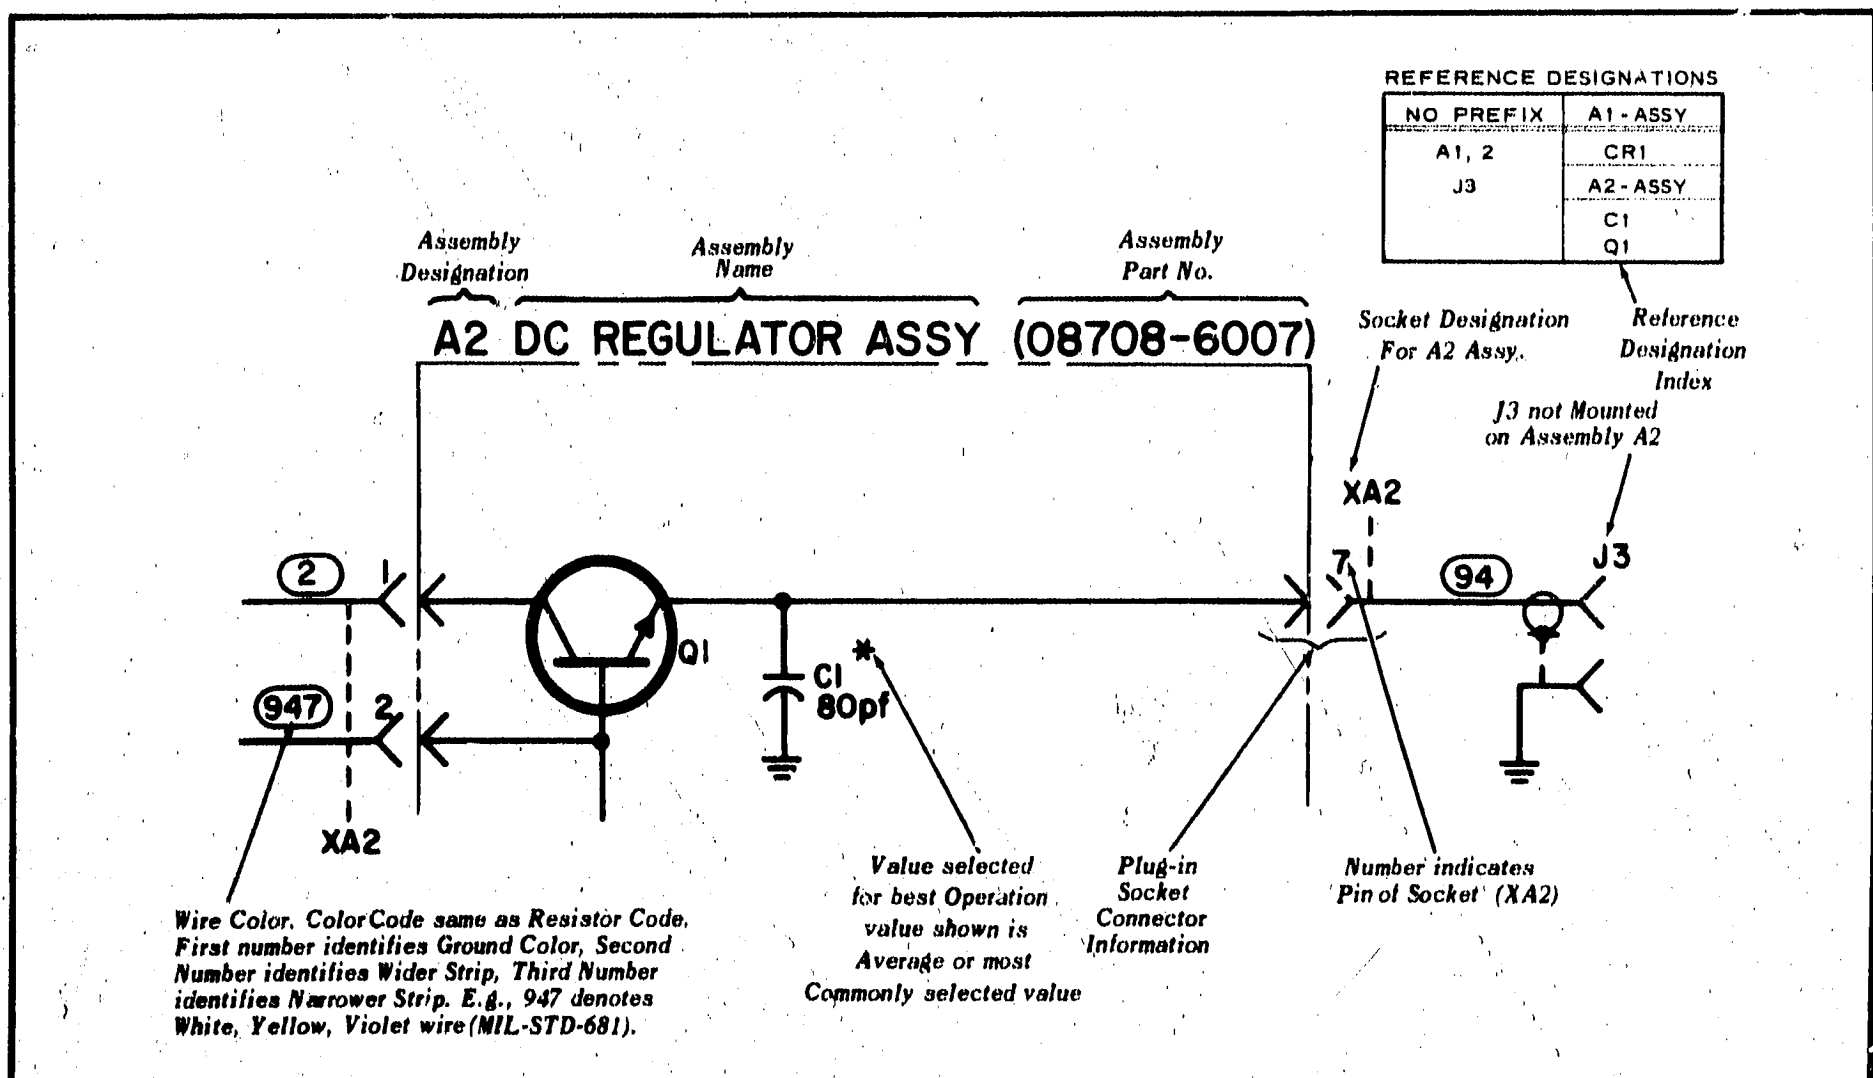 REFERENCE DESIGNATIONS
NO PREFIX A1-ASSY
A1, 2 CR1
J3 A2-ASSY
C1
Q1
Assembly
Designation
Assembly
Name
Assembly
Part No.
A2 DC REGULATOR ASSY (08708-6007)
Socket Designation
For A2 Assy.
Reference
Designation
Index
J3 not Mounted
on Assembly A2
XA2
2
1
7
94
J3
Q1
*
C1
80pf
947
2
XA2
Wire Color. Color Code same as Resistor Code.
First number identifies Ground Color, Second
Number identifies Wider Strip, Third Number
identifies Narrower Strip. E.g., 947 denotes
White, Yellow, Violet wire (MIL-STD-681).
Value selected
for best Operation
value shown is
Average or most
Commonly selected value
Plug-in
Socket
Connector
Information
Number indicates
Pin of Socket (XA2)